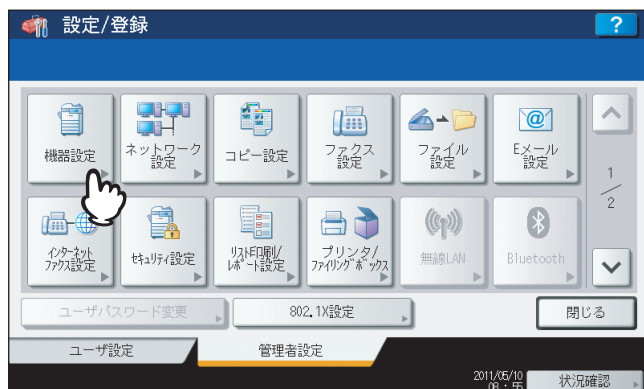 設定/登録
?
機器設定
ネットワーク
設定
コピー設定
ファクス
設定
ファイル
設定
Eメール
設定
1
/
2
インターネット
ファクス設定
セキュリティ設定
リスト印刷/
レポート設定
プリンタ/
ファイリングボックス
無線LAN
Bluetooth
ユーザパスワード変更
802.1X設定
閉じる
ユーザ設定
管理者設定
2011/05/10
08:55
状況確認